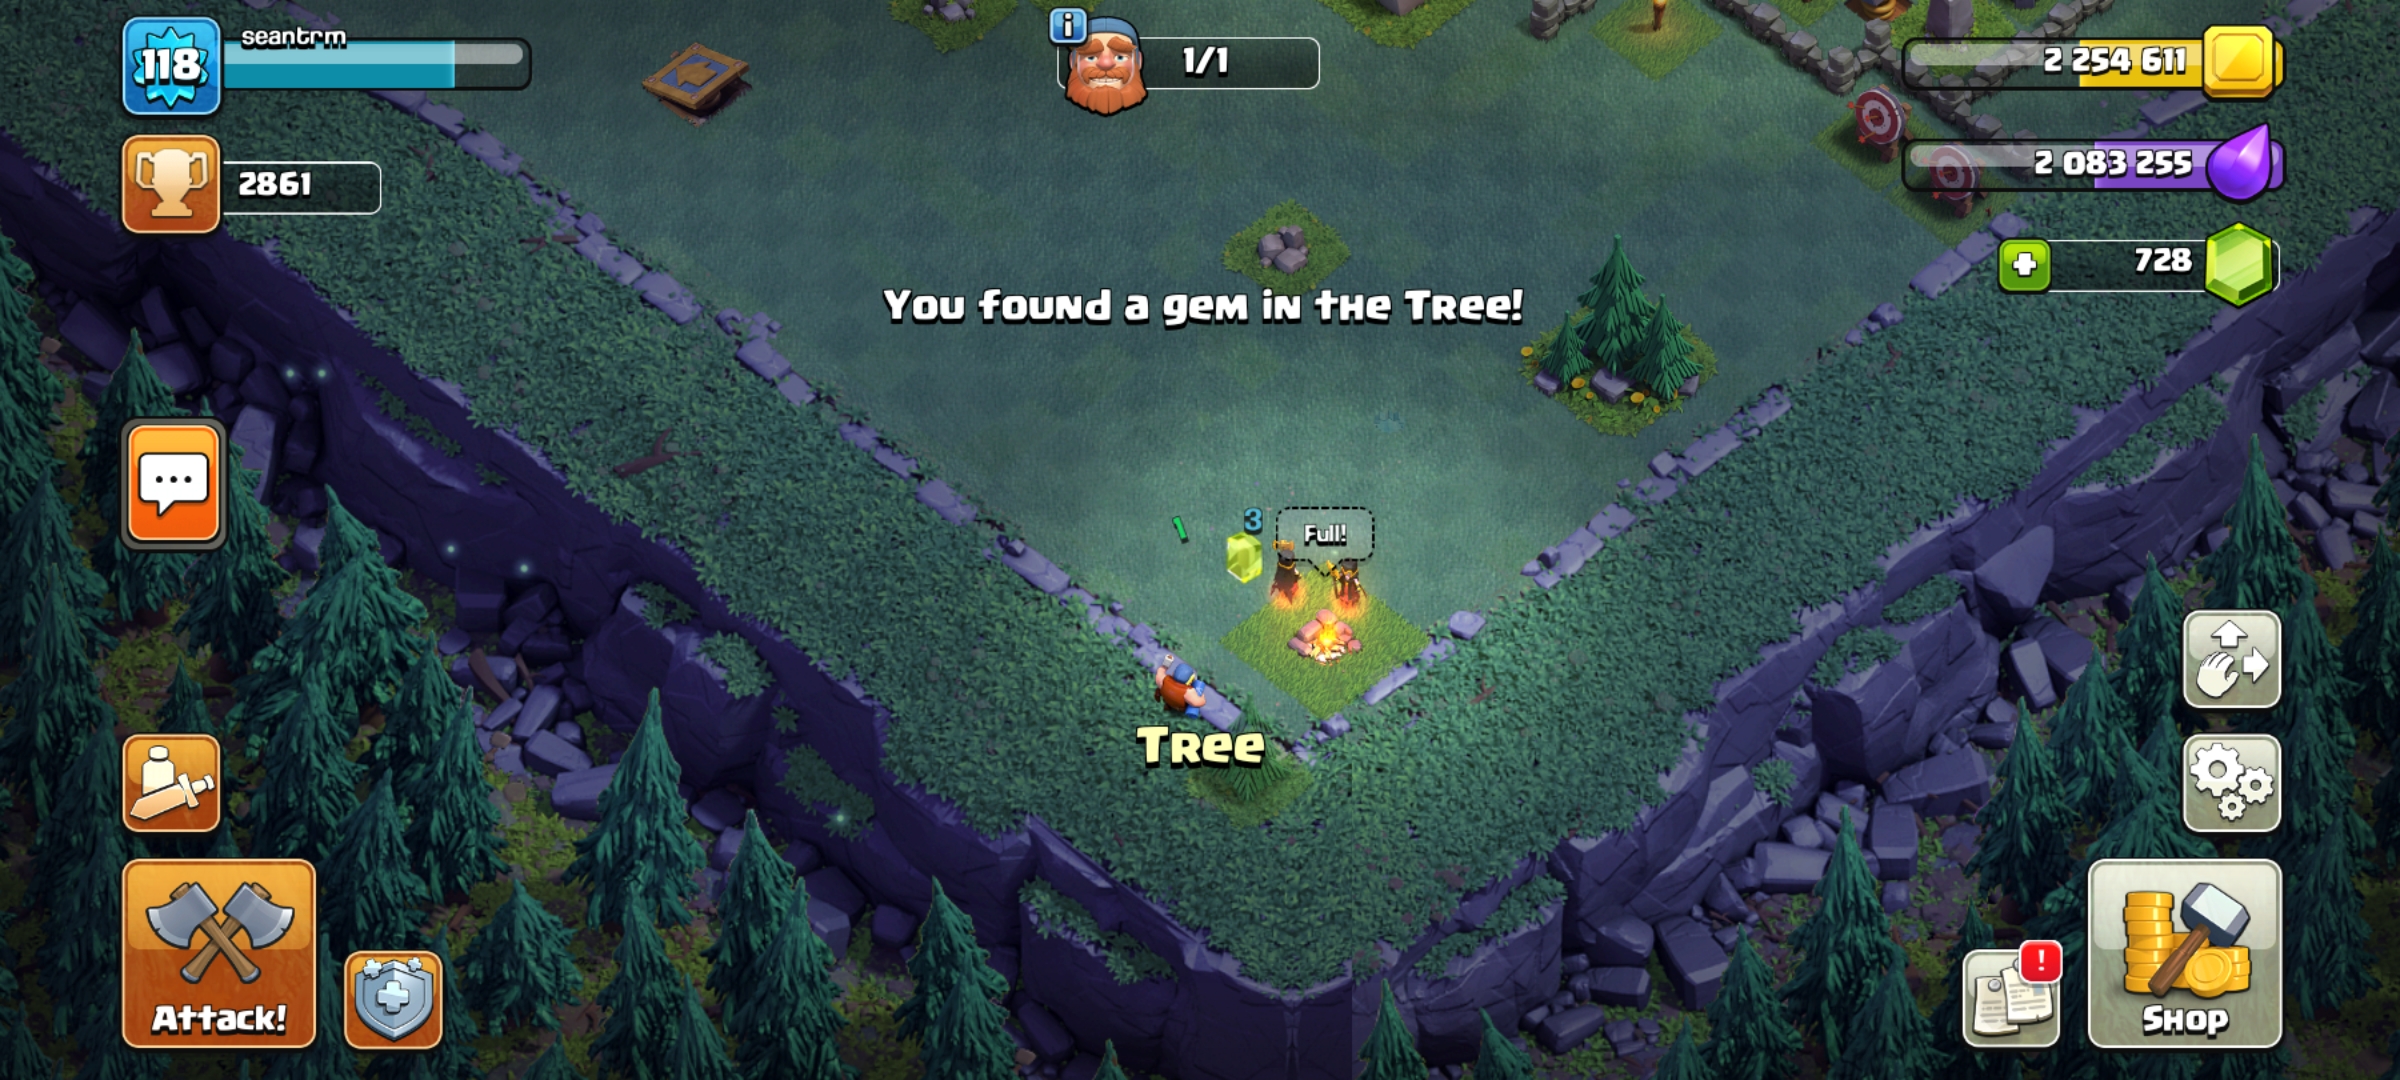 118
seantrm
1/1
2 254 611
2861
2 083 255
728
You found a gem in the Tree!
1
3
Full!
Tree
Attack!
!
Shop